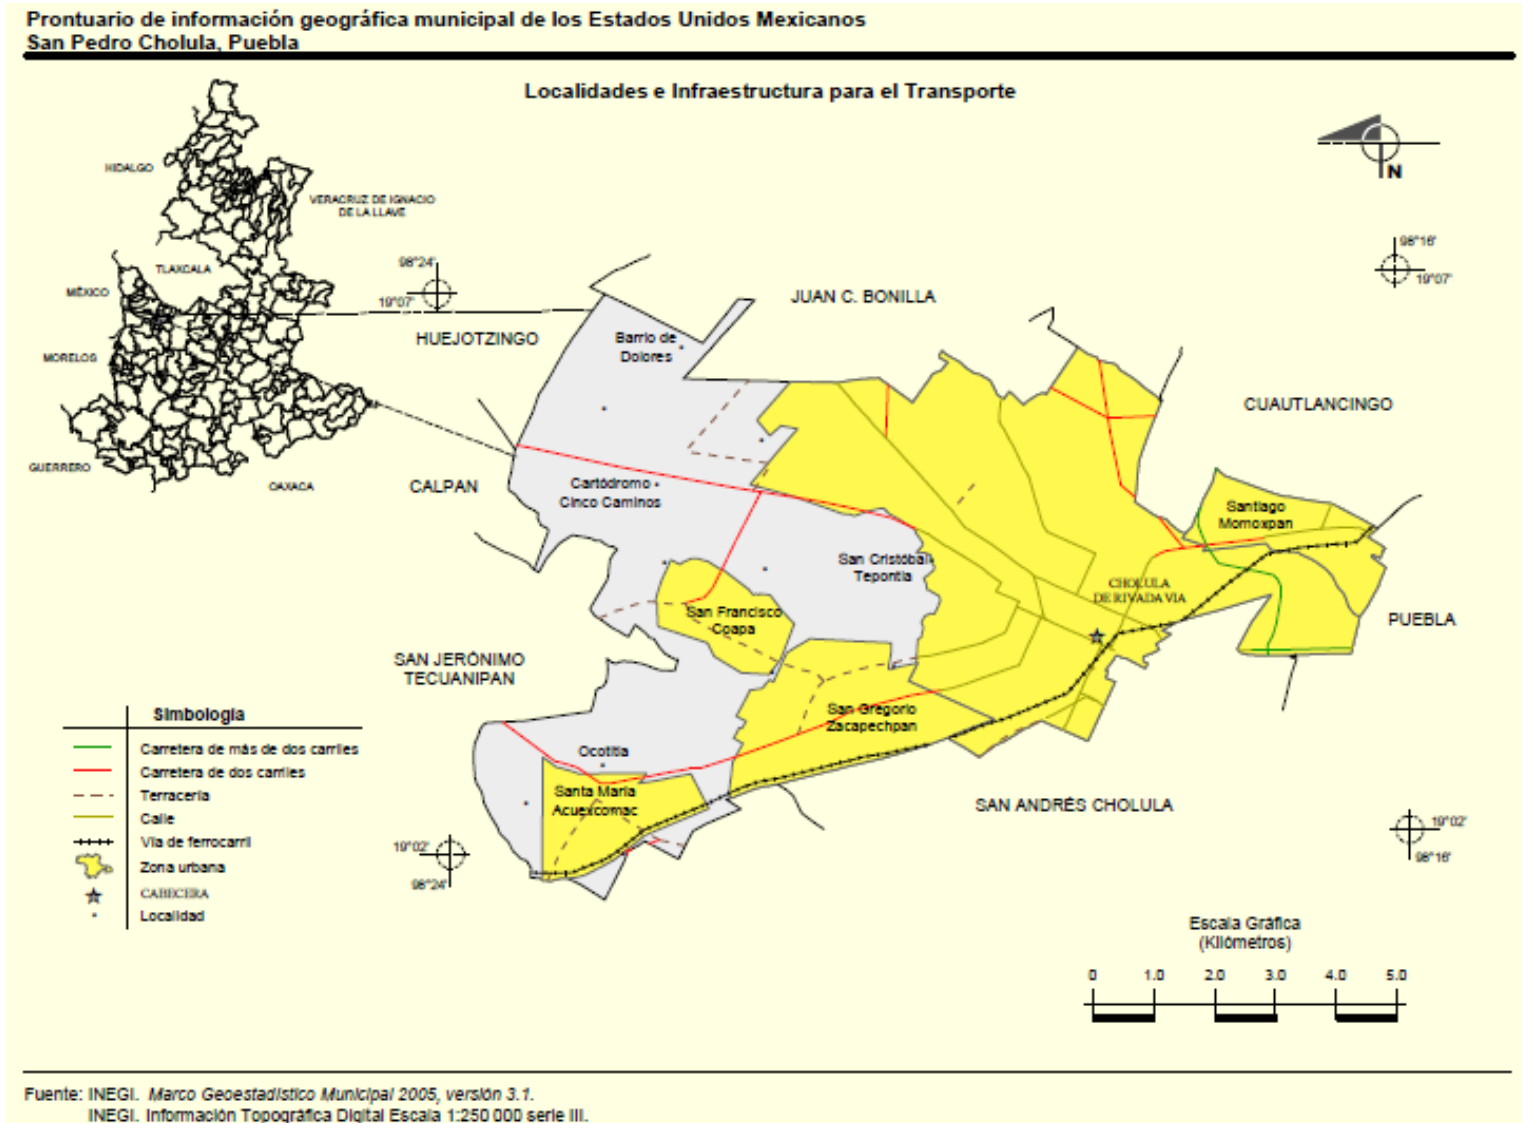 Prontuario de información geográfica municipal de los Estados Unidos Mexicanos
San Pedro Cholula, Puebla
Localidades e Infraestructura para el Transporte
HIDALGO
VERACRUZ DE IGNACIO
DE LA LLAVE
TLAXCALA
MÉXICO
MORELOS
GUERRERO
OAXACA
N
98°24'
19°07'
98°16'
19°07'
JUAN C. BONILLA
HUEJOTZINGO
Barrio de
Dolores
CUAUTLANCINGO
CALPAN
Cartódromo
Cinco Caminos
Santiago
Momoxpan
San Cristóbal
Tepontla
CHOLULA
DE RIVADAVIA
San Francisco
Coapa
PUEBLA
SAN JERÓNIMO
TECUANIPAN
San Gregorio
Zacapechpan
Ocotitla
Santa María
Acuexcomac
SAN ANDRÉS CHOLULA
19°02'
98°24'
19°02'
98°16'
Simbología
Carretera de más de dos carriles
Carretera de dos carriles
Terracería
Calle
Vía de ferrocarril
Zona urbana
CABECERA
Localidad
Escala Gráfica
(Kilómetros)
0 1.0 2.0 3.0 4.0 5.0
Fuente: INEGI. Marco Geoestadístico Municipal 2005, versión 3.1.
INEGI. Información Topográfica Digital Escala 1:250 000 serie III.